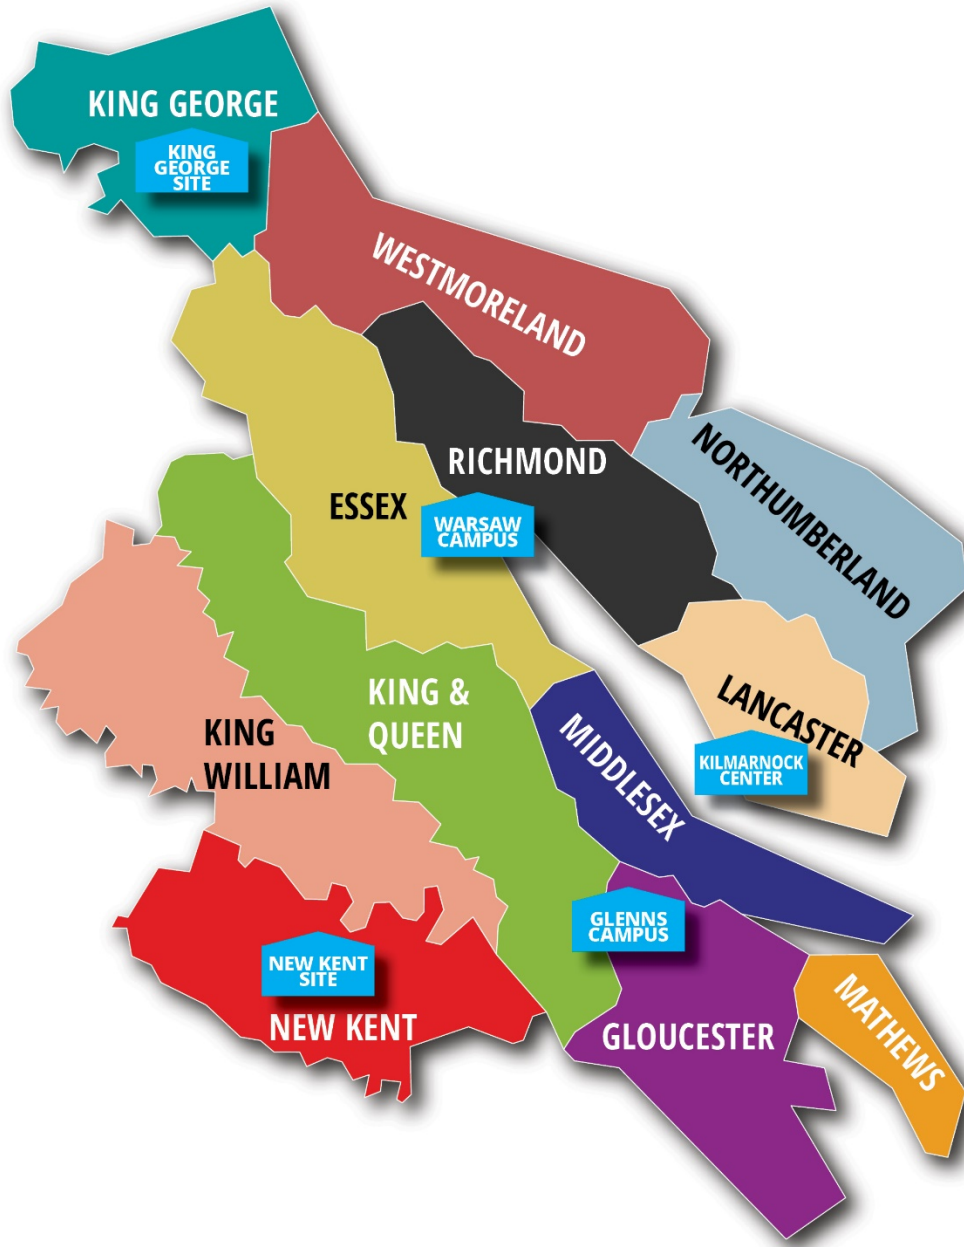 KING GEORGE
KING
GEORGE
SITE
WESTMORELAND
RICHMOND
NORTHUMBERLAND
ESSEX
WARSAW
CAMPUS
KING &
QUEEN
LANCASTER
KILMARNOCK
CENTER
KING
WILLIAM
MIDDLESEX
GLENNS
CAMPUS
NEW KENT
SITE
NEW KENT
GLOUCESTER
MATHEWS